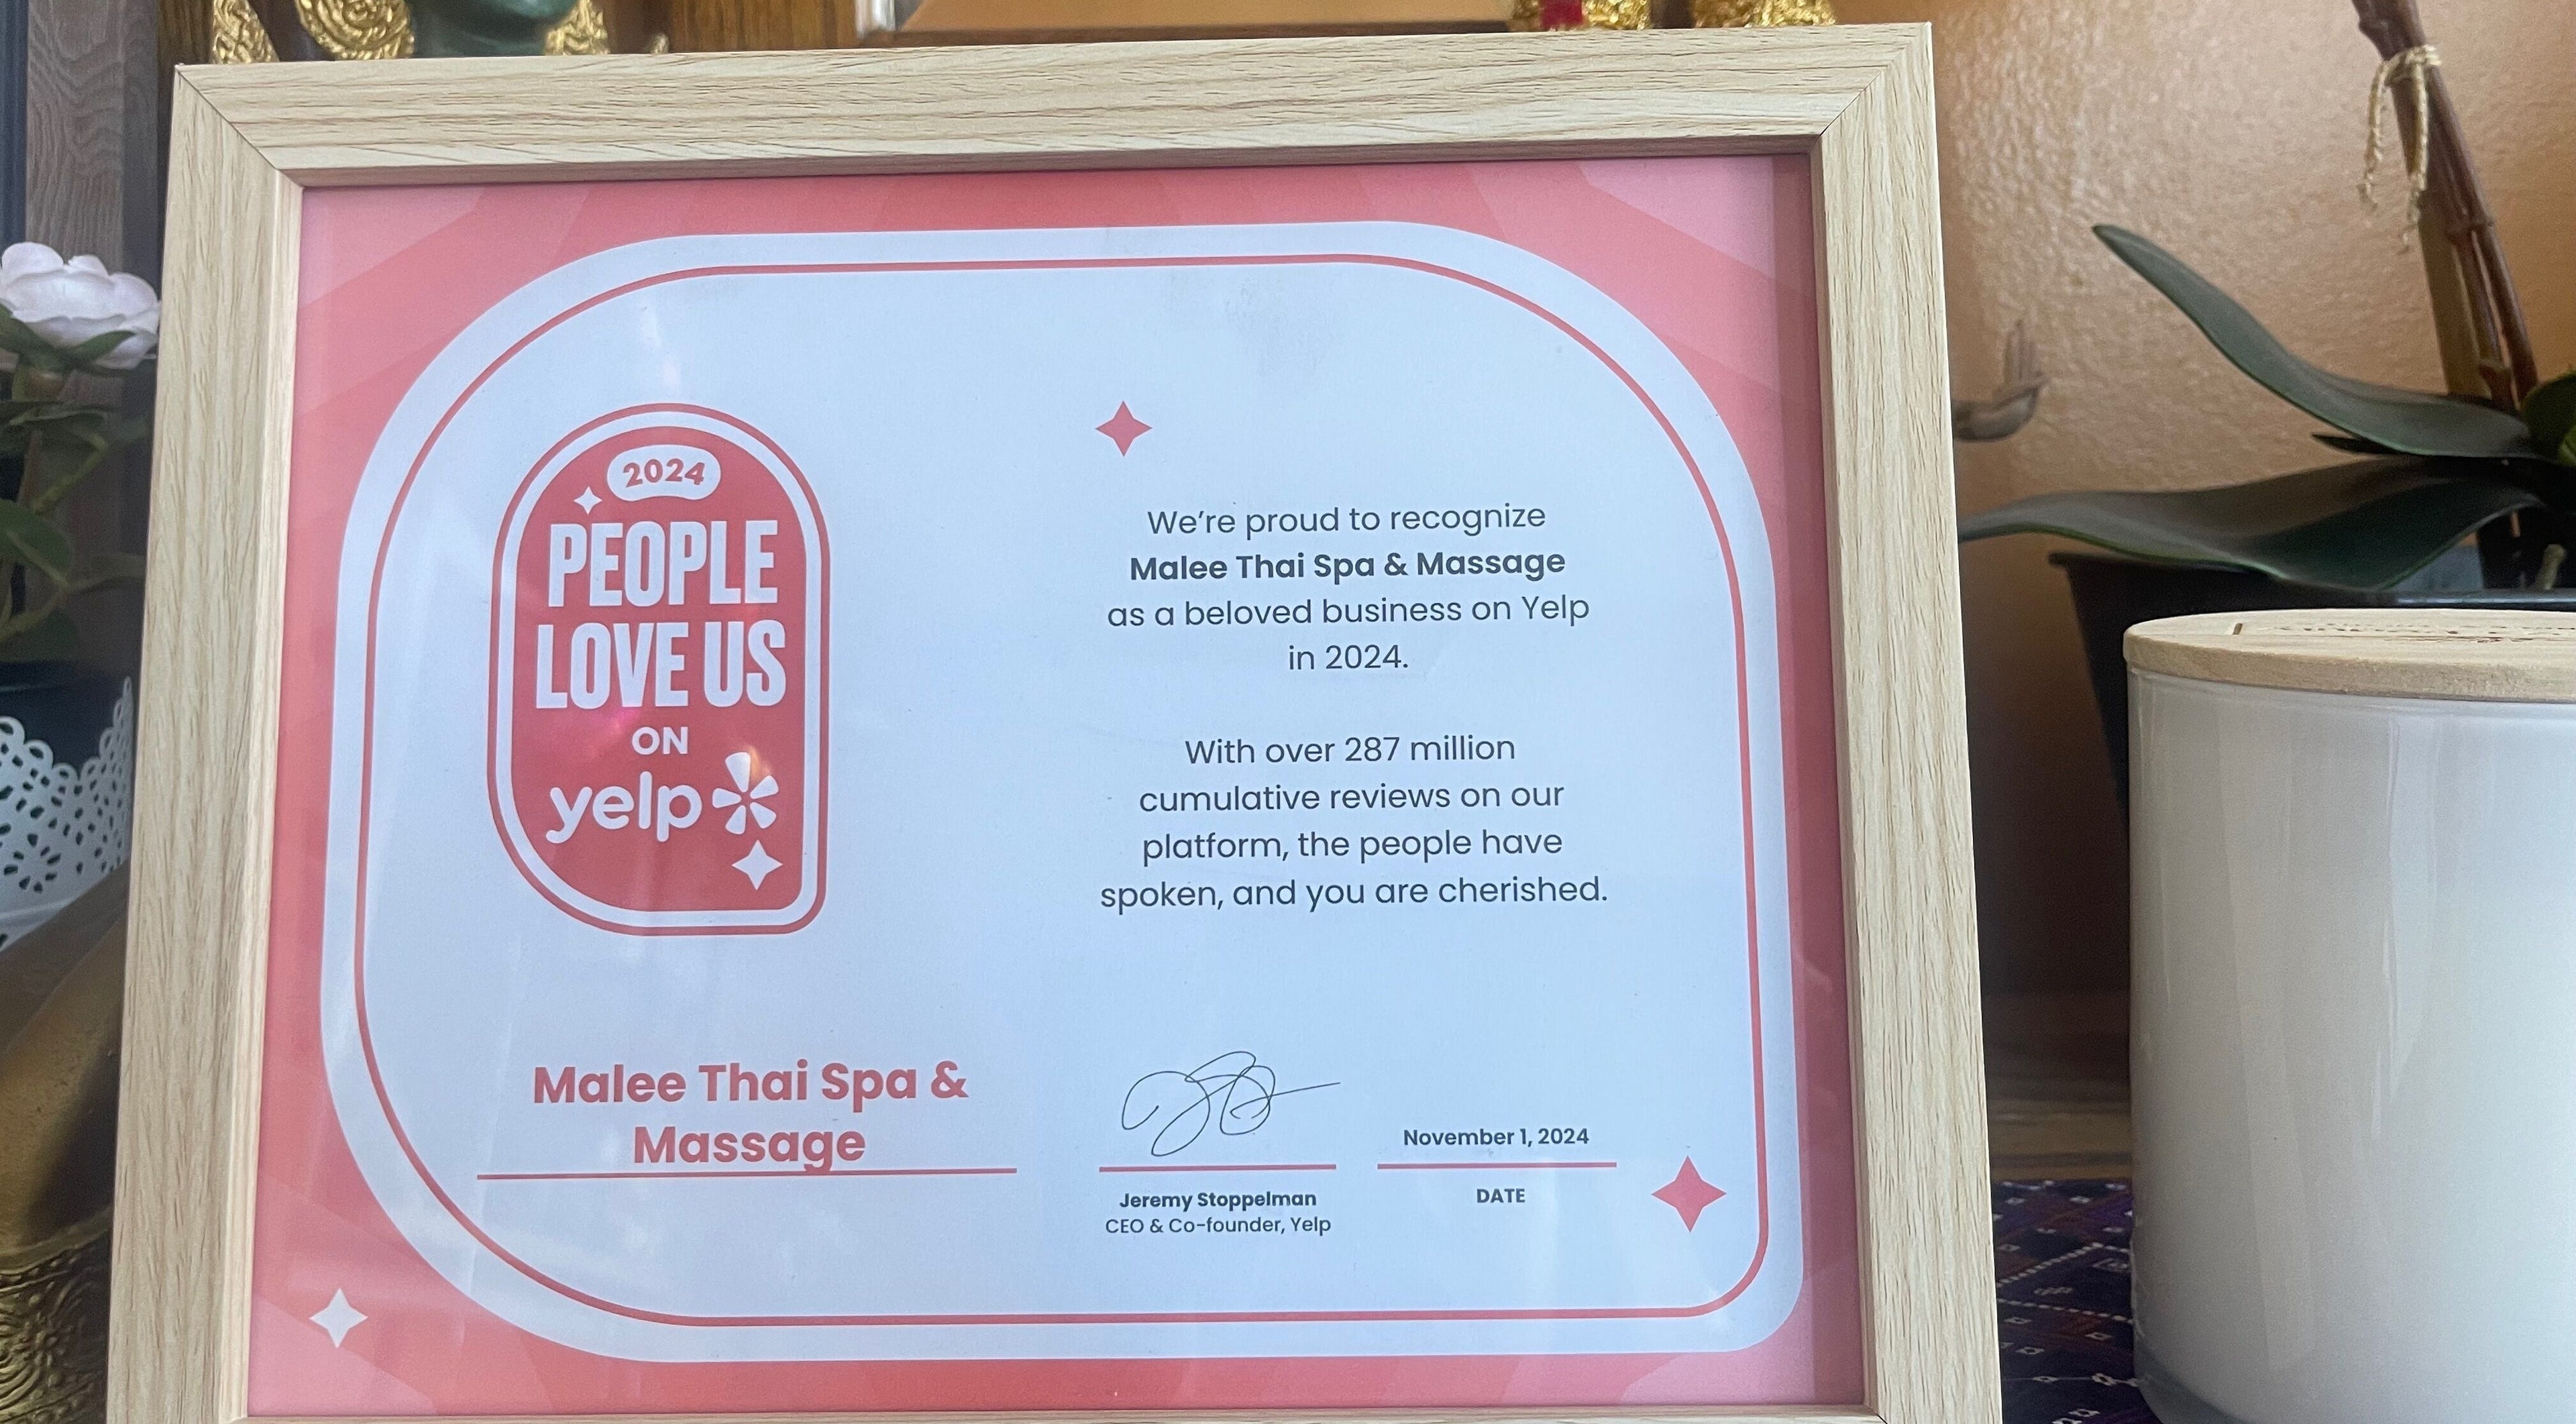 2024
PEOPLE
LOVE US
ON
yelp
We're proud to recognize
Malee Thai Spa & Massage
as a beloved business on Yelp
in 2024.
With over 287 million
cumulative reviews on our
platform, the people have
spoken, and you are cherished.
Malee Thai Spa &
Massage
November 1, 2024
Jeremy Stoppelman
CEO & Co-founder, Yelp
DATE